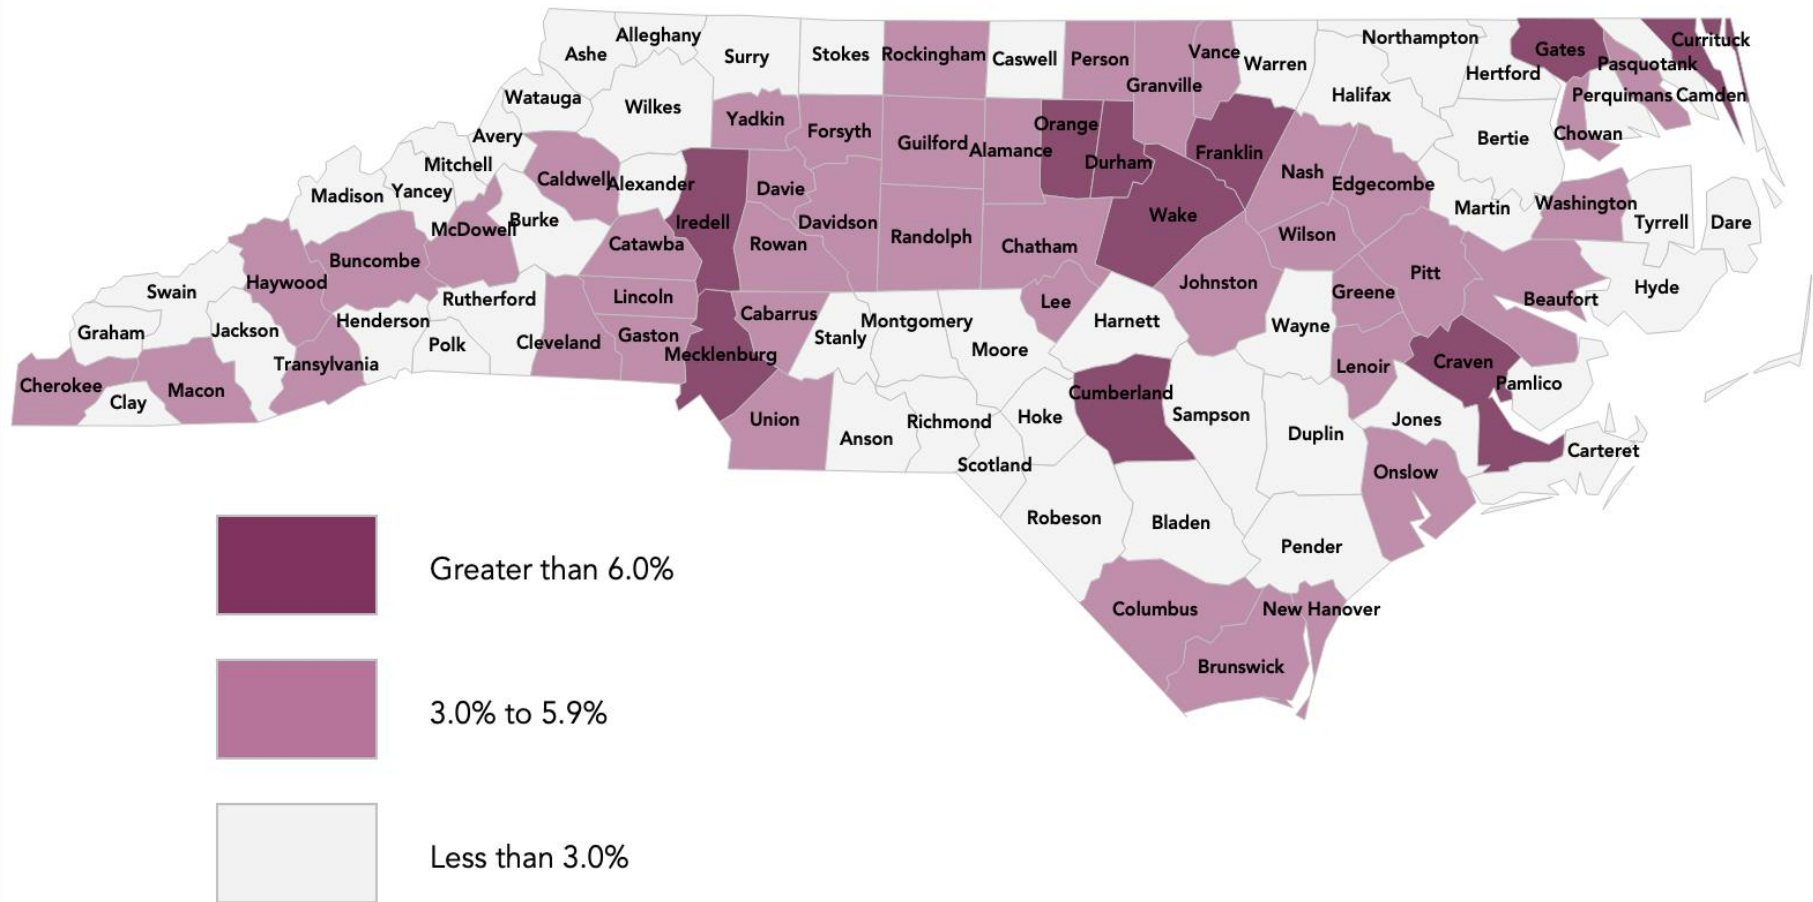 Alleghany
Ashe
Surry
Stokes
Rockingham
Caswell
Person
Vance
Granville
Warren
Northampton
Gates
Currituck
Hertford
Pasquotank
Halifax
Perquimans
Camden
Watauga
Wilkes
Yadkin
Forsyth
Guilford
Alamance
Orange
Durham
Franklin
Nash
Edgecombe
Bertie
Chowan
Avery
Mitchell
Madison
Yancey
Caldwell
Alexander
Davie
Iredell
Davidson
Randolph
Chatham
Wake
Wilson
Martin
Washington
Tyrrell
Dare
McDowell
Burke
Catawba
Rowan
Buncombe
Haywood
Swain
Rutherford
Lincoln
Cabarrus
Lee
Johnston
Greene
Pitt
Beaufort
Hyde
Graham
Jackson
Henderson
Polk
Cleveland
Gaston
Mecklenburg
Stanly
Montgomery
Moore
Harnett
Wayne
Lenoir
Craven
Pamlico
Cherokee
Clay
Macon
Transylvania
Union
Anson
Richmond
Hoke
Cumberland
Sampson
Duplin
Jones
Carteret
Scotland
Onslow
Robeson
Bladen
Pender
Columbus
New Hanover
Brunswick
Greater than 6.0%
3.0% to 5.9%
Less than 3.0%